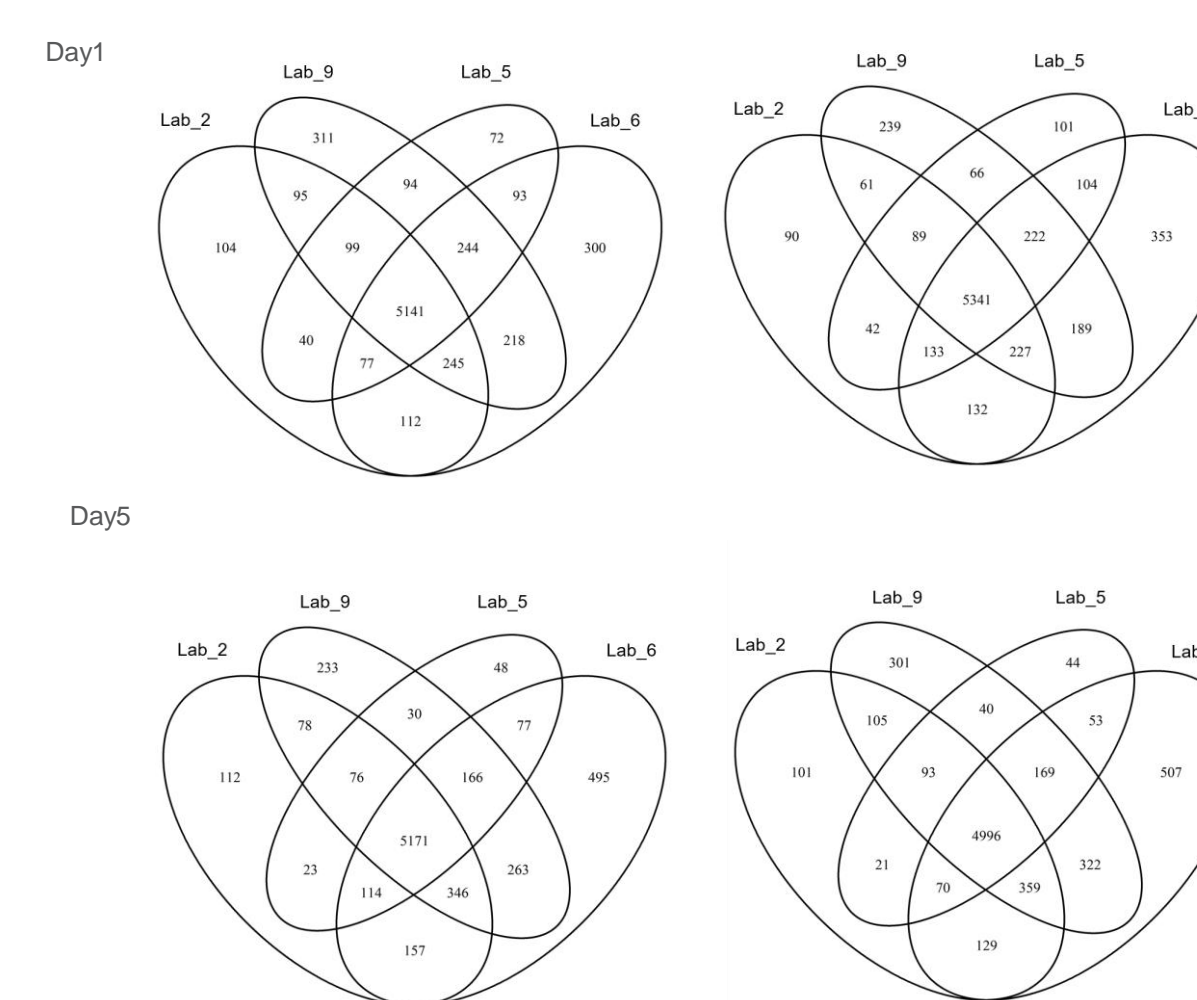 Day1
Lab_9 Lab_5
Lab_2 Lab_6
311 72
95 94 93
104 99 244 300
5141
40 218
77 245
112
Lab_9 Lab_5
Lab_2 Lab_
239 101
61 66 104
90 89 222 353
5341
42 189
133 227
132
Day5
Lab_9 Lab_5
Lab_2 Lab_6
233 48
78 30 77
112 76 166 495
5171
23 263
114 346
157
Lab_9 Lab_5
Lab_2 Lab
301 44
105 40 53
101 93 169 507
4996
21 322
70 359
129